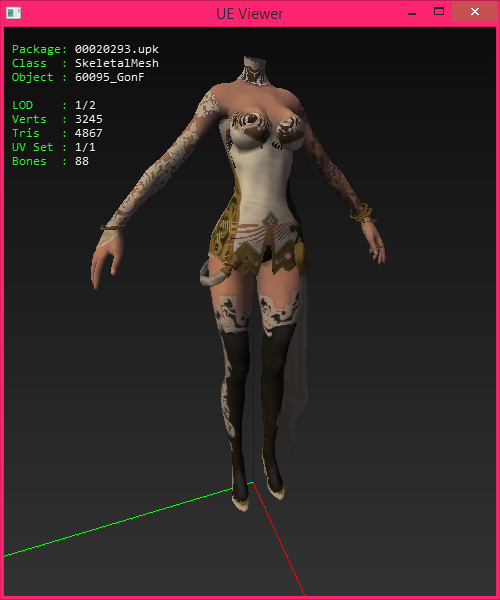 UE Viewer
Package: 00020293.upk
Class  : SkeletalMesh
Object : 60095_GonF
LOD    : 1/2
Verts  : 3245
Tris   : 4867
UV Set : 1/1
Bones  : 88